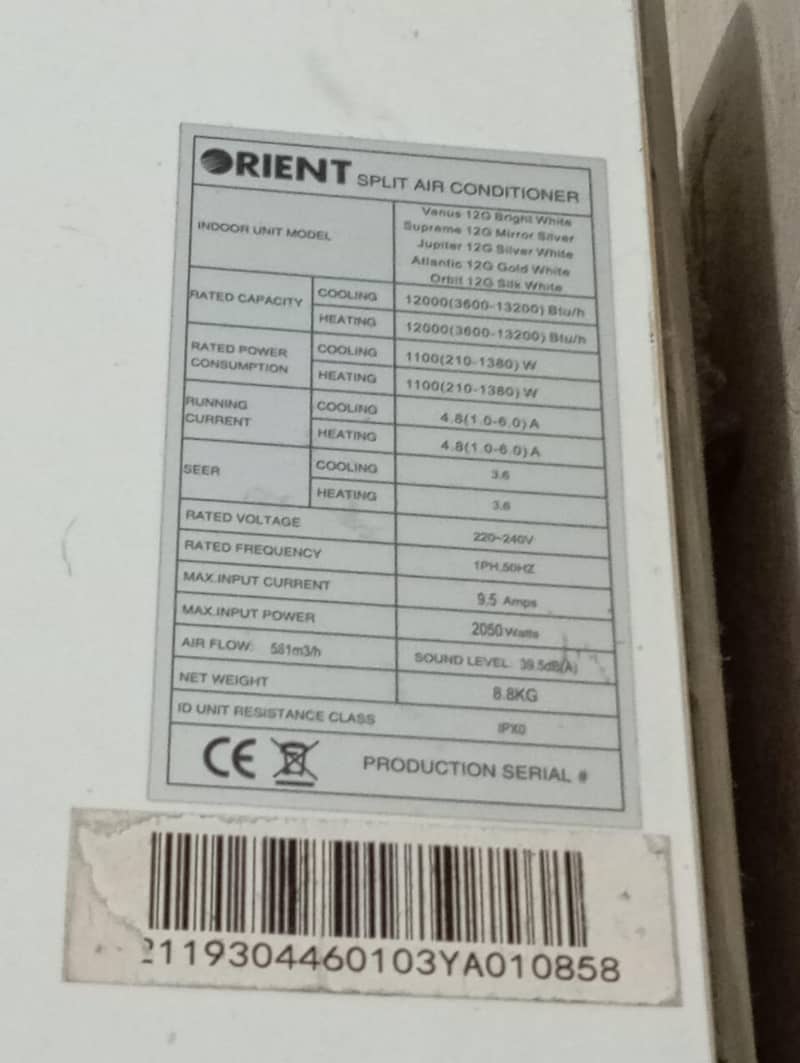 ORIENT SPLIT AIR CONDITIONER
INDOOR UNIT MODEL
Venus 12G Bright White
Supreme 12G Mirror Silver
Jupiter 12G Silver White
Atlantic 12G Gold White
Orbit 12G Silk White
RATED CAPACITY COOLING 12000(3600-13200) Btu/h
HEATING 12000(3600-13200) Btu/h
RATED POWER CONSUMPTION COOLING 1100(210-1380) W
HEATING 1100(210-1380) W
RUNNING CURRENT COOLING 4.8(1.0-6.0) A
HEATING 4.8(1.0-6.0) A
SEER COOLING 3.6
HEATING 3.6
RATED VOLTAGE 220~240V
RATED FREQUENCY 1PH,50HZ
MAX.INPUT CURRENT 9.5 Amps
MAX.INPUT POWER 2050 Watts
AIR FLOW: 581m3/h SOUND LEVEL 39.5dB(A)
NET WEIGHT 8.8KG
ID UNIT RESISTANCE CLASS IPX0
CE PRODUCTION SERIAL #
2119304460103YA010858